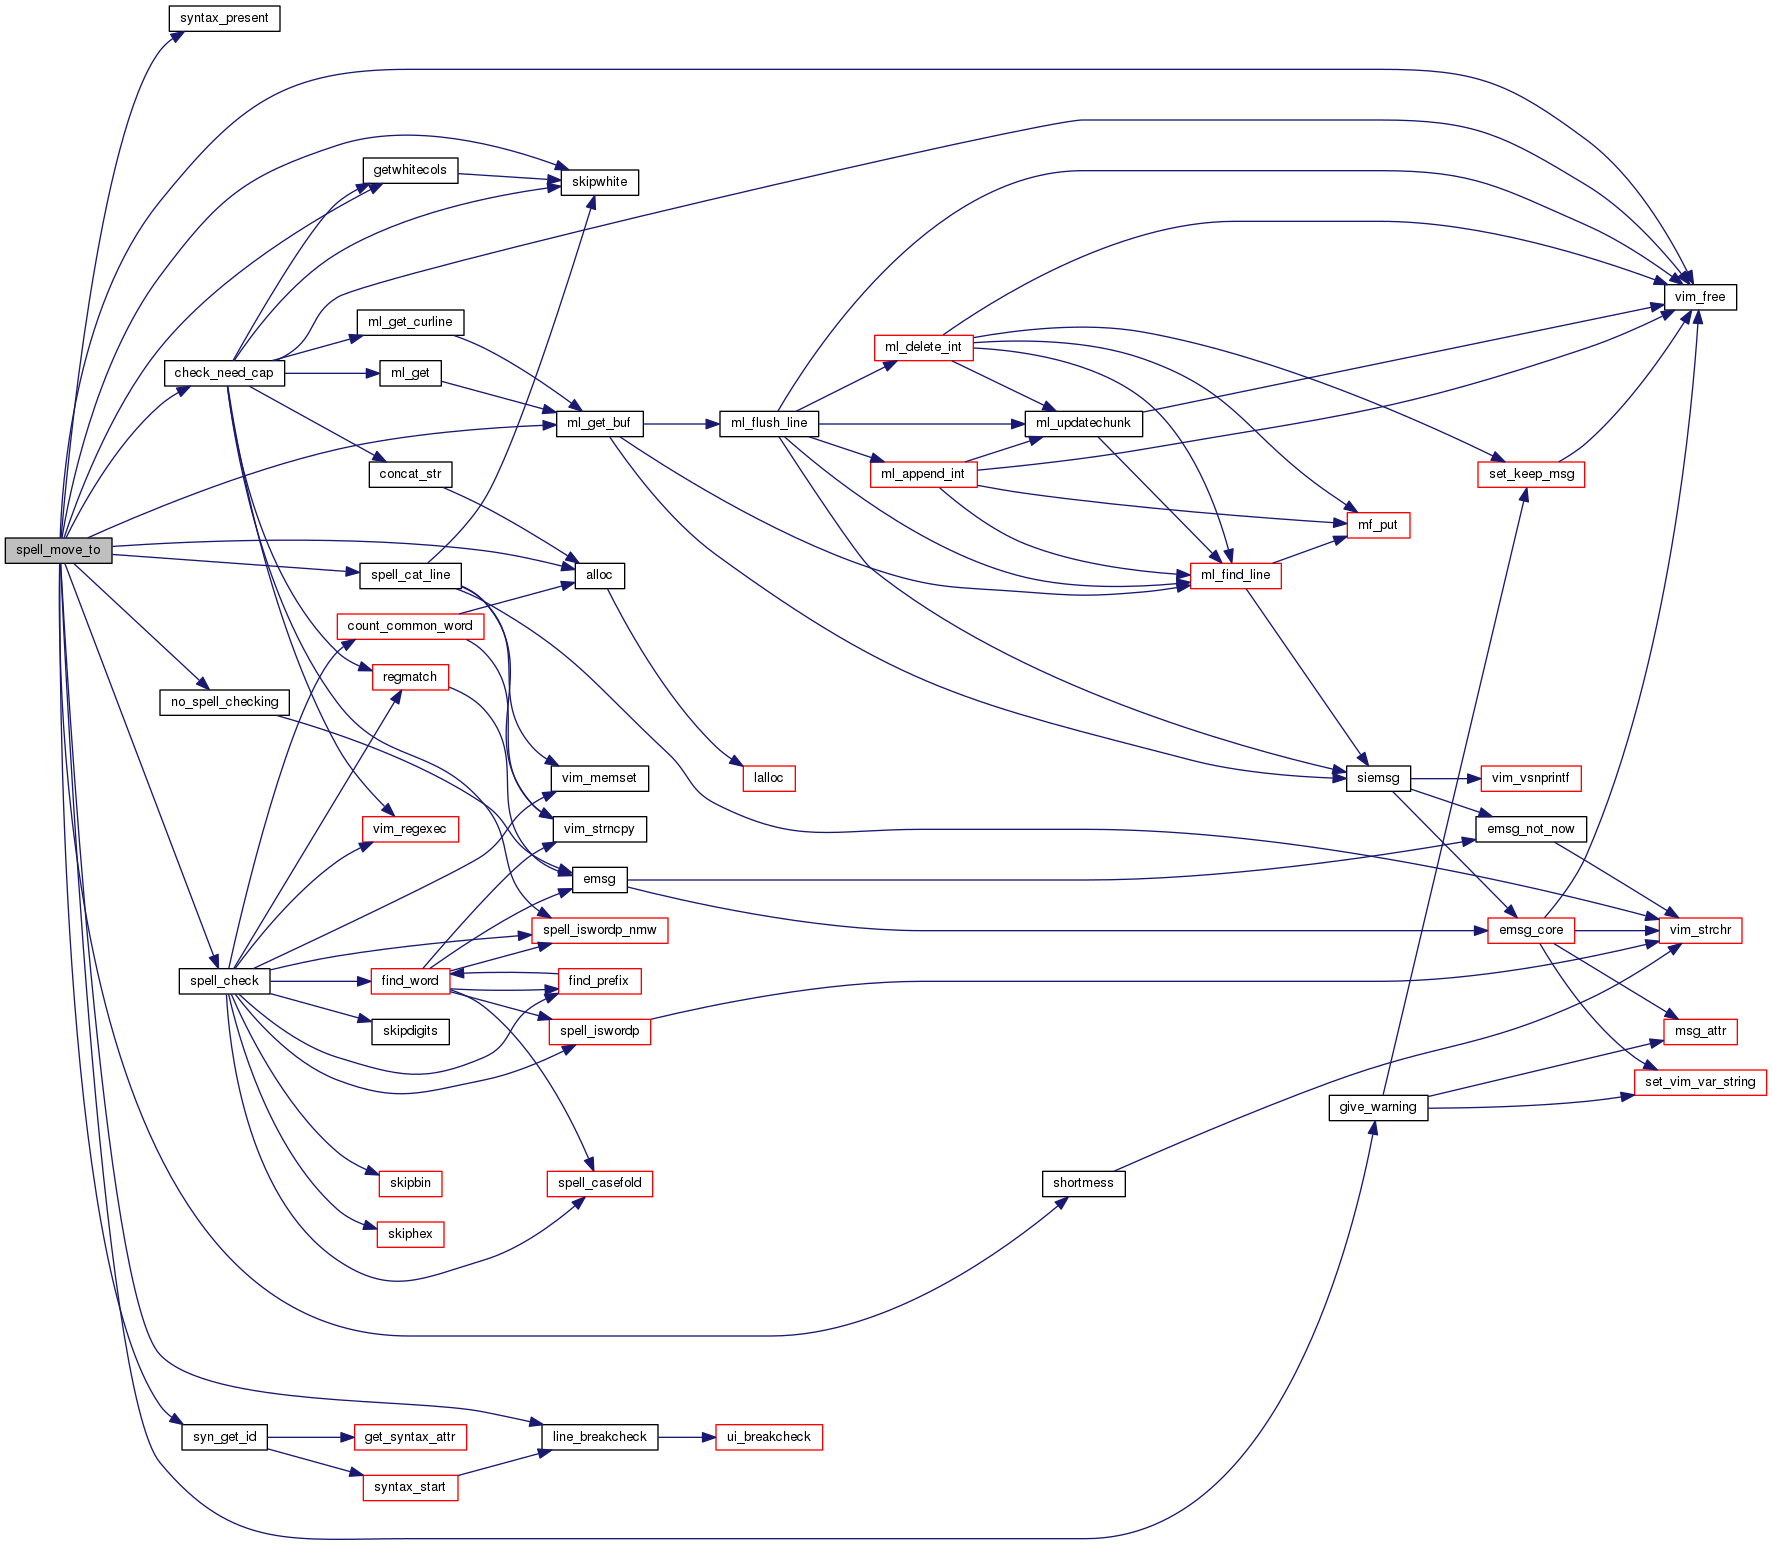 syntax_present
getwhitecols
skipwhite
vim_free
ml_get_curline
ml_delete_int
check_need_cap
ml_get
ml_get_buf
ml_flush_line
ml_updatechunk
concat_str
ml_append_int
set_keep_msg
mf_put
spell_move_to
spell_cat_line
alloc
ml_find_line
count_common_word
regmatch
no_spell_checking
vim_memset
lalloc
siemsg
vim_vsnprintf
vim_regexec
vim_strncpy
emsg_not_now
emsg
spell_iswordp_nmw
emsg_core
vim_strchr
spell_check
find_word
find_prefix
skipdigits
spell_iswordp
msg_attr
set_vim_var_string
give_warning
skipbin
spell_casefold
shortmess
skiphex
syn_get_id
get_syntax_attr
line_breakcheck
ui_breakcheck
syntax_start